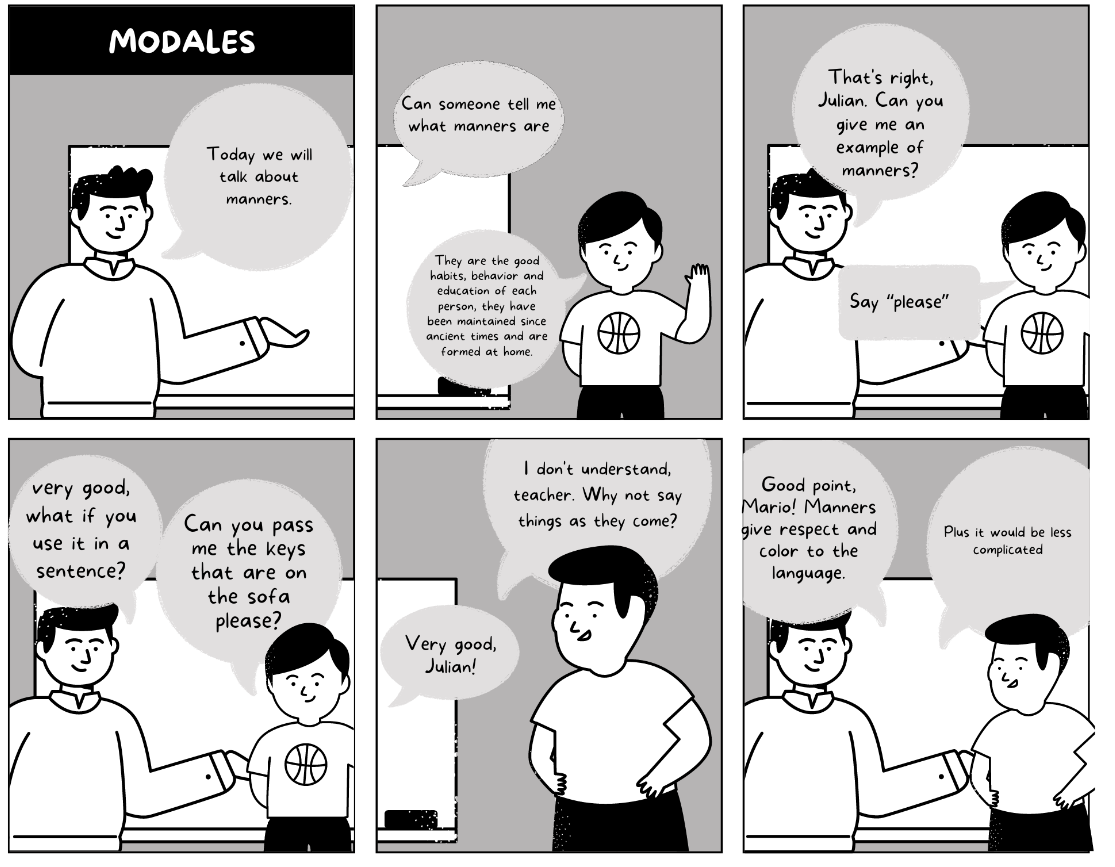 MODALES
Today we will
talk about
manners.
Can someone tell me
what manners are
They are the good
habits, behavior and
education of each
person, they have
been maintained since
ancient times and are
formed at home.
That's right,
Julian. Can you
give me an
example of
manners?
Say “please”
very good,
what if you
use it in a
sentence?
Can you pass
me the keys
that are on
the sofa
please?
I don't understand,
teacher. Why not say
things as they come?
Very good,
Julian!
Good point,
Mario! Manners
give respect and
color to the
language.
Plus it would be less
complicated